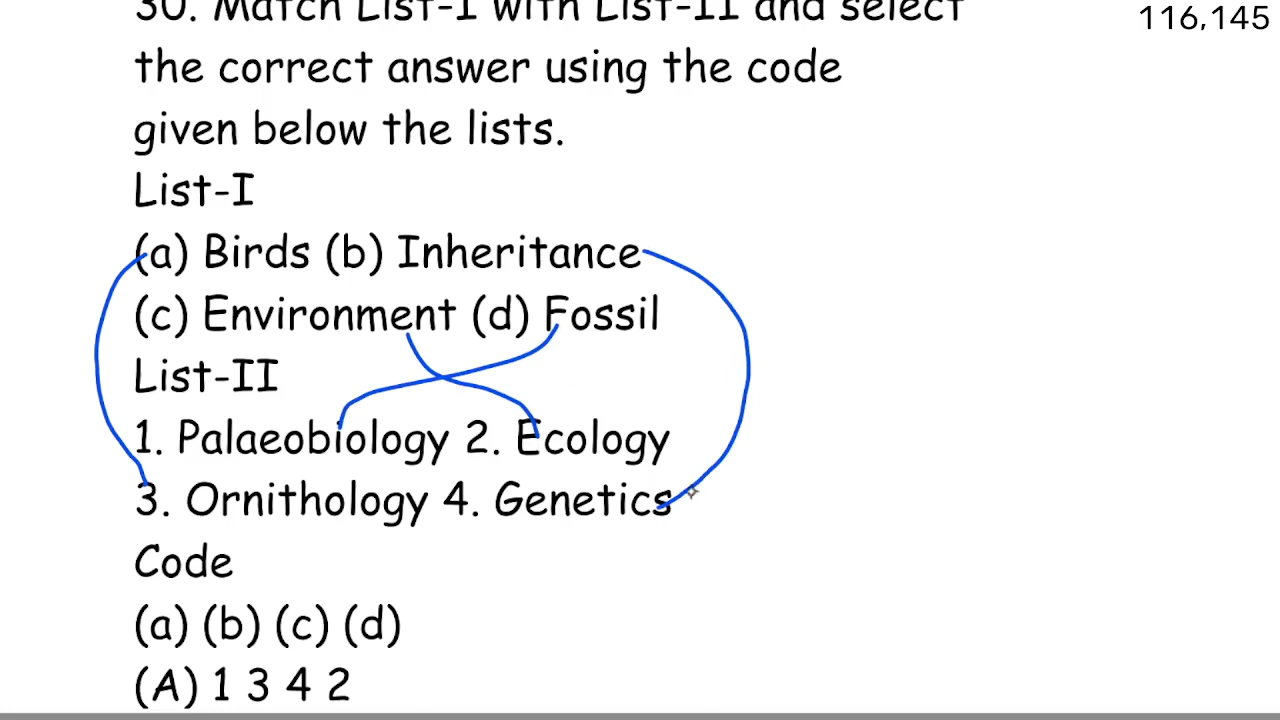 30. Match List-I with List-II and select
116,145
the correct answer using the code
given below the lists.
List-I
(a) Birds (b) Inheritance
(c) Environment (d) Fossil
List-II
1. Palaeobiology 2. Ecology
3. Ornithology 4. Genetics
Code
(a) (b) (c) (d)
(A) 1 3 4 2